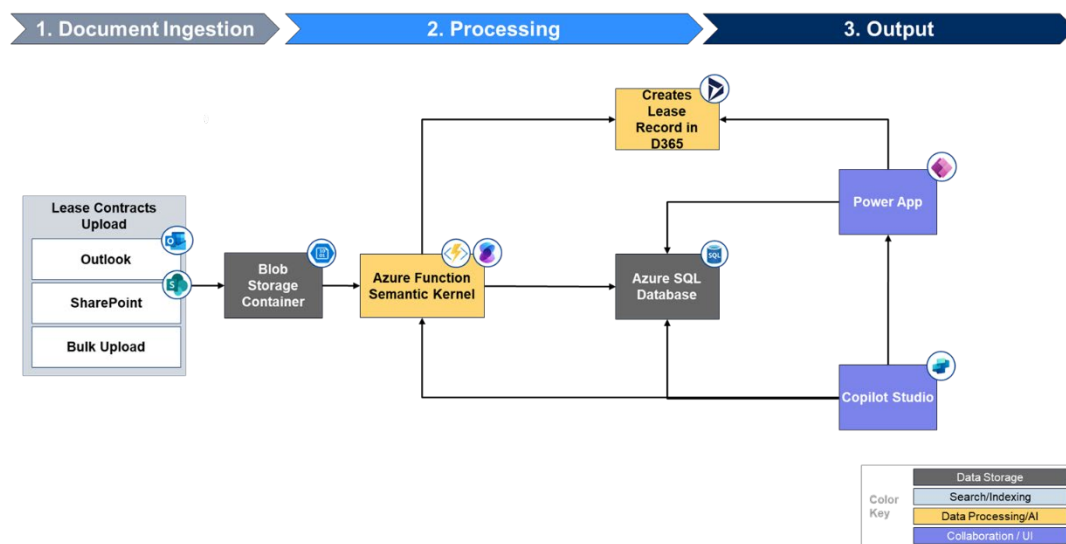 1. Document Ingestion
2. Processing
3. Output
Creates
Lease
Record in
D365
Lease Contracts
Upload
Outlook
SharePoint
Bulk Upload
Blob
Storage
Container
Azure Function
Semantic Kernel
Azure SQL
Database
SQL
Power App
Copilot Studio
Color
Key
Data Storage
Search/Indexing
Data Processing/AI
Collaboration / UI